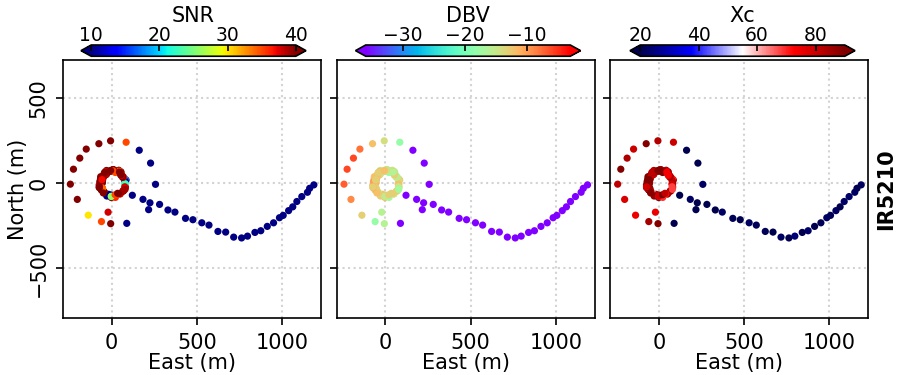 SNR
DBV
Xc
10 20 30 40
−30 −20 −10
20 40 60 80
North (m)
500
0
−500
0 500 1000
0 500 1000
0 500 1000
East (m)
East (m)
East (m)
IR5210